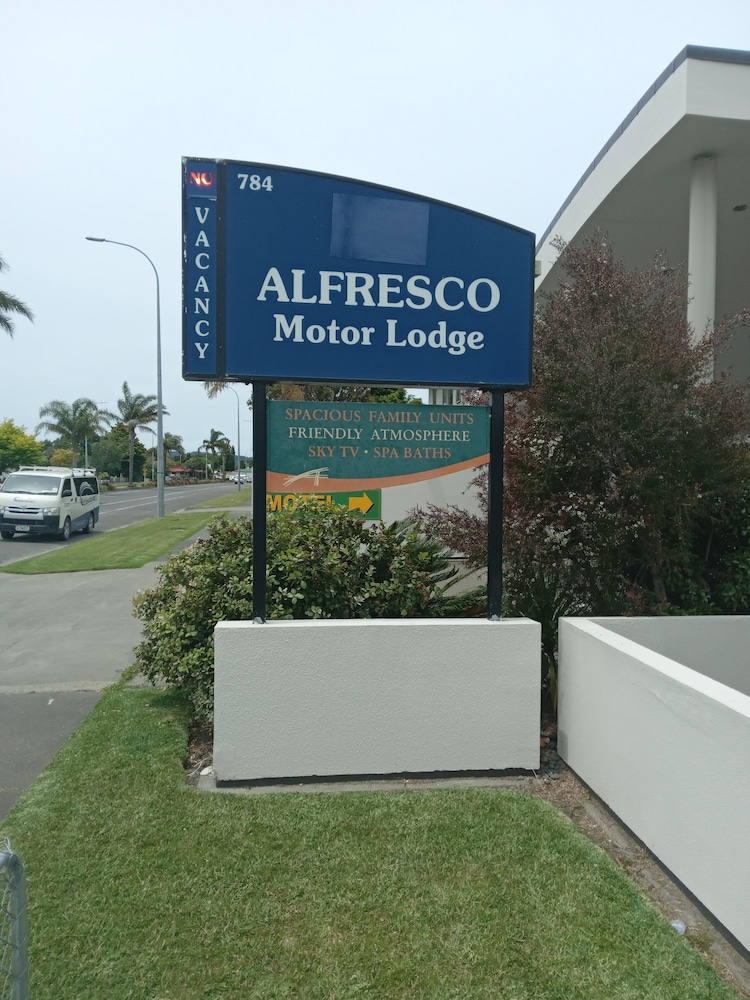 NO
VACANCY
784
ALFRESCO
Motor Lodge
SPACIOUS FAMILY UNITS
FRIENDLY ATMOSPHERE
SKY TV • SPA BATHS
MOTEL